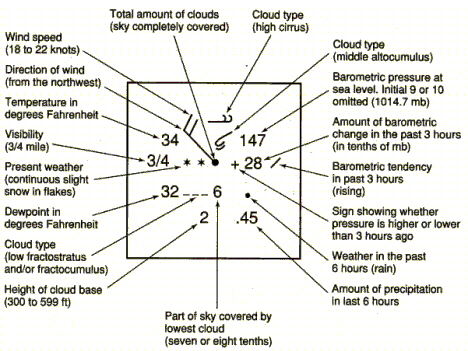 Total amount of clouds
(sky completely covered)
Cloud type
(high cirrus)
Wind speed
(18 to 22 knots)
Cloud type
(middle altocumulus)
Direction of wind
(from the northwest)
Barometric pressure at
sea level. Initial 9 or 10
omitted (1014.7 mb)
Temperature in
degrees Fahrenheit
34
147
Amount of barometric
change in the past 3 hours
(in tenths of mb)
Visibility
(3/4 mile)
3/4
+ 28
Barometric tendency
in past 3 hours
(rising)
Present weather
(continuous slight
snow in flakes)
* *
Dewpoint in
degrees Fahrenheit
32
6
Sign showing whether
pressure is higher or lower
than 3 hours ago
Cloud type
(low fractostratus
and/or fractocumulus)
2
.45
Weather in the past
6 hours (rain)
Height of cloud base
(300 to 599 ft)
Amount of precipitation
in last 6 hours
Part of sky covered by
lowest cloud
(seven or eight tenths)